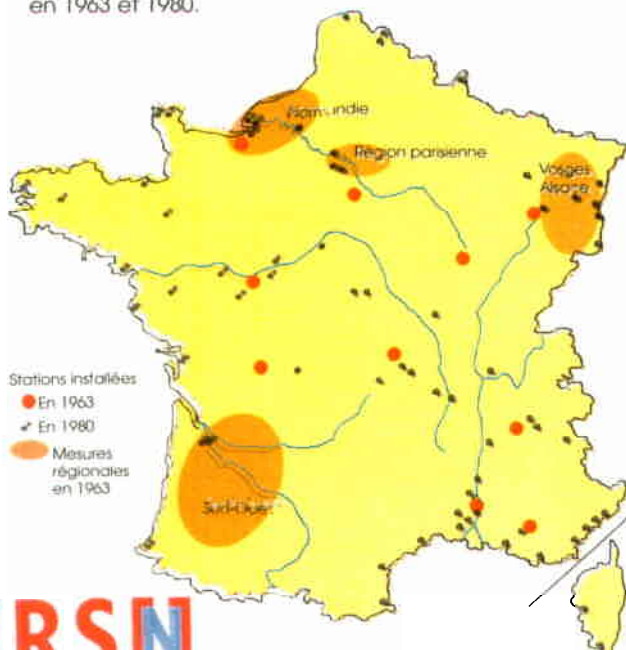 en 1963 et 1980.
Normandie
Région parisienne
Vosges
Alsace
Stations installées
En 1963
En 1980
Mesures
régionales
en 1963
Sud-Ouest
RSN